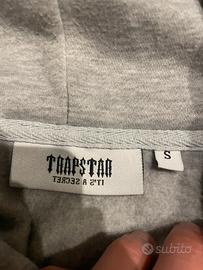 TRAPSTAR
IT'S A SECRET
S
subito